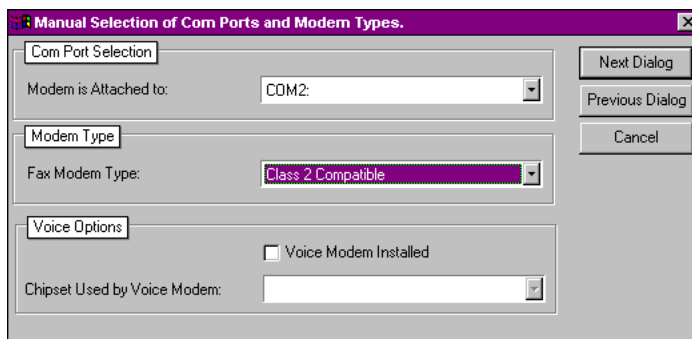 Manual Selection of Com Ports and Modem Types.
Com Port Selection
Modem is Attached to: COM2:
Modem Type
Fax Modem Type: Class 2 Compatible
Voice Options
Voice Modem Installed
Chipset Used by Voice Modem:
Next Dialog
Previous Dialog
Cancel